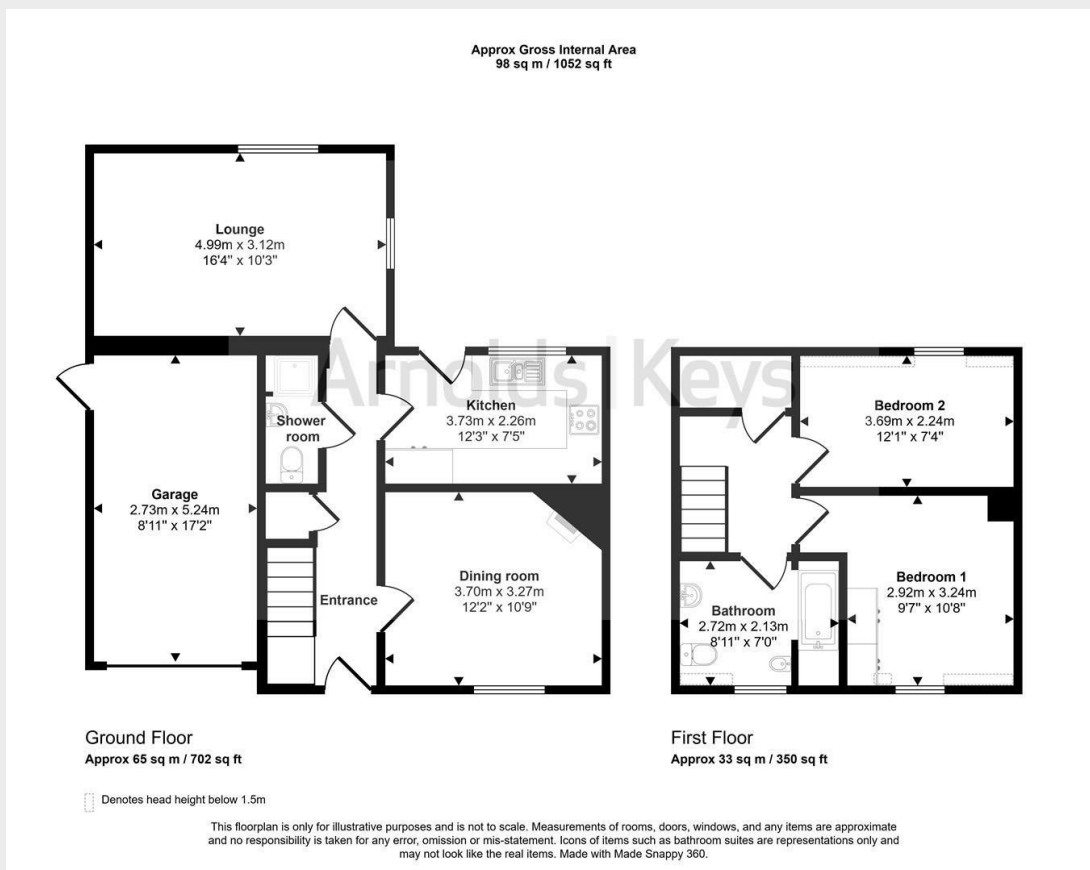 Approx Gross Internal Area
98 sq m / 1052 sq ft
Lounge
4.99m x 3.12m
16'4" x 10'3"
Arnolds | Keys
Shower
room
Kitchen
3.73m x 2.26m
12'3" x 7'5"
Bedroom 2
3.69m x 2.24m
12'1" x 7'4"
Garage
2.73m x 5.24m
8'11" x 17'2"
Entrance
Dining room
3.70m x 3.27m
12'2" x 10'9"
Bedroom 1
2.92m x 3.24m
9'7" x 10'8"
Bathroom
2.72m x 2.13m
8'11" x 7'0"
Ground Floor
Approx 65 sq m / 702 sq ft
First Floor
Approx 33 sq m / 350 sq ft
Denotes head height below 1.5m
This floorplan is only for illustrative purposes and is not to scale. Measurements of rooms, doors, windows, and any items are approximate
and no responsibility is taken for any error, omission or mis-statement. Icons of items such as bathroom suites are representations only and
may not look like the real items. Made with Made Snappy 360.